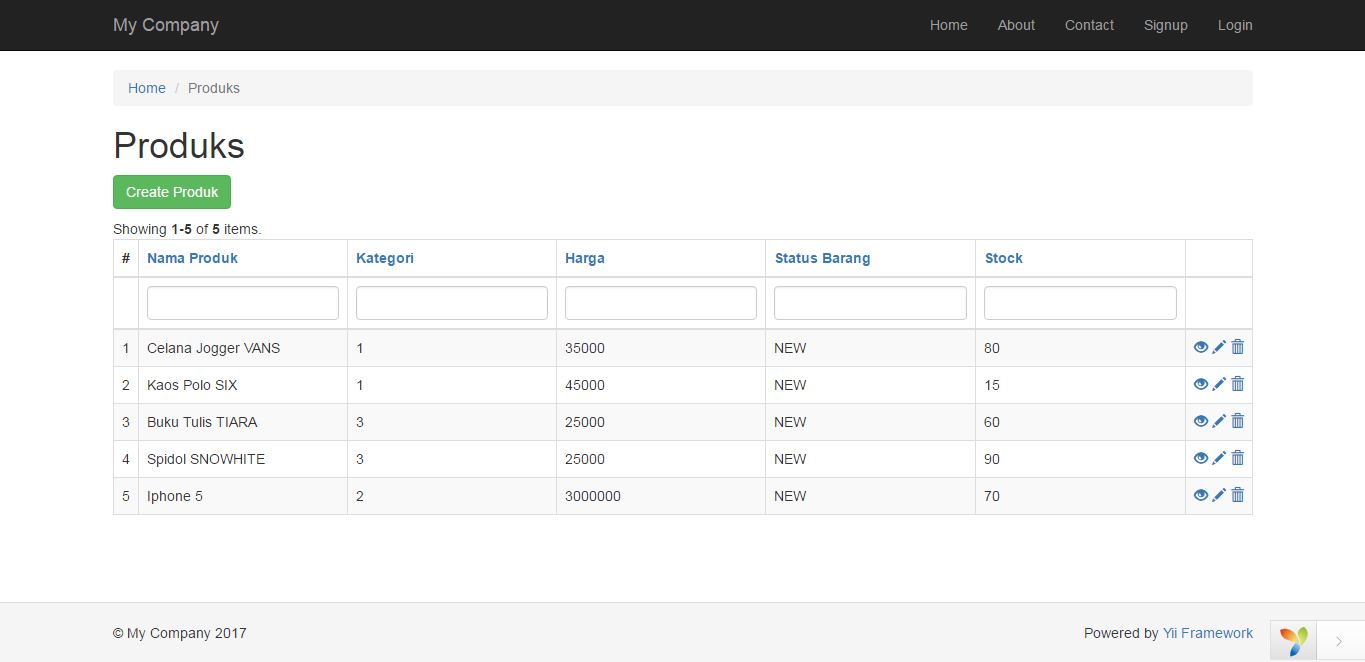 My Company Home About Contact Signup Login
Home / Produks
Produks
Create Produk
Showing 1-5 of 5 items.
# Nama Produk Kategori Harga Status Barang Stock
1 Celana Jogger VANS 1 35000 NEW 80
2 Kaos Polo SIX 1 45000 NEW 15
3 Buku Tulis TIARA 3 25000 NEW 60
4 Spidol SNOWHITE 3 25000 NEW 90
5 Iphone 5 2 3000000 NEW 70
© My Company 2017 Powered by Yii Framework